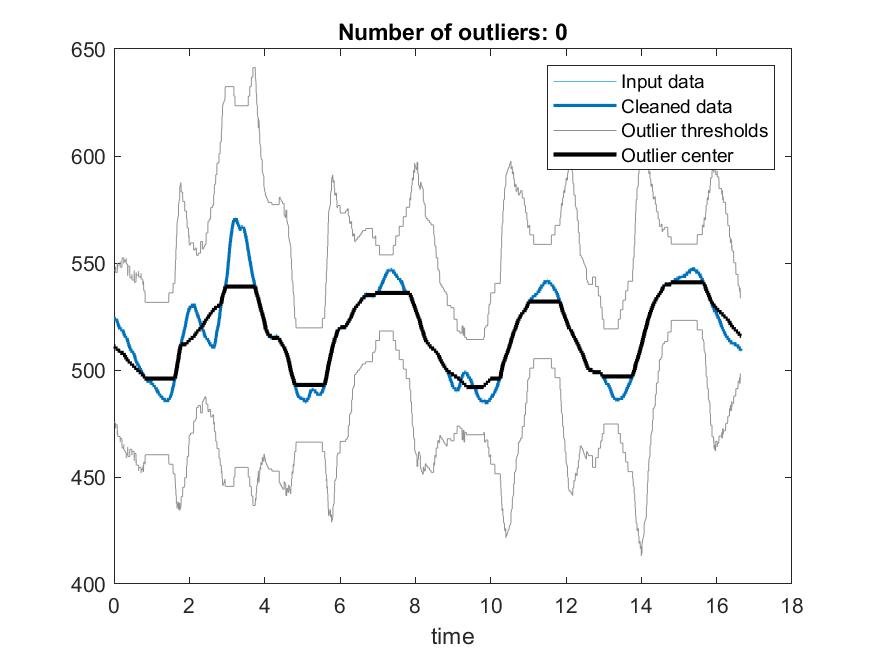 Number of outliers: 0
650
Input data
Cleaned data
Outlier thresholds
Outlier center
600
550
500
450
400
0 2 4 6 8 10 12 14 16 18
time